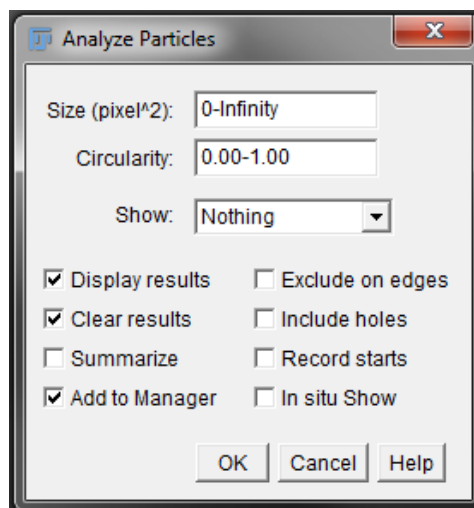 Analyze Particles
Size (pixel^2): 0-Infinity
Circularity: 0.00-1.00
Show: Nothing
Display results Exclude on edges
Clear results Include holes
Summarize Record starts
Add to Manager In situ Show
OK Cancel Help